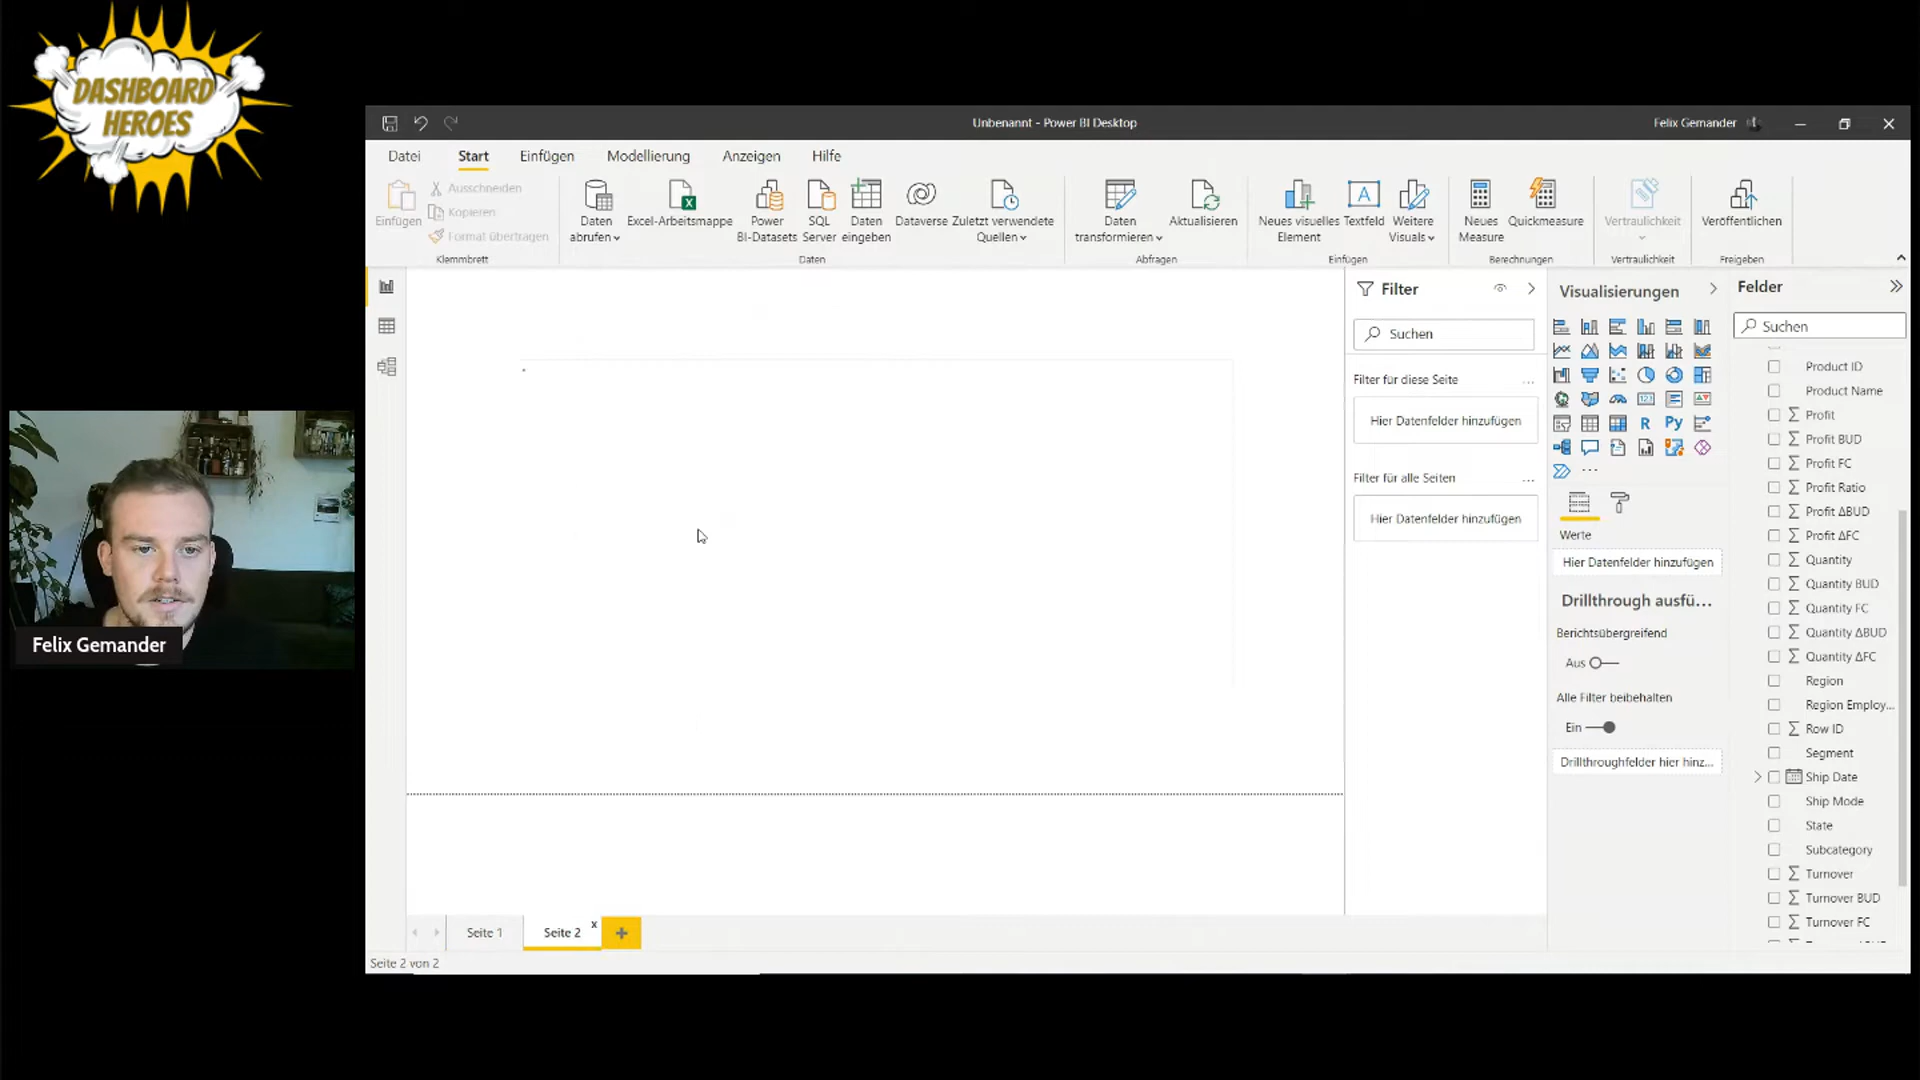 DASHBOARD
HEROES
Felix Gemander
Unbenannt - Power BI Desktop
Felix Gemander
Datei
Start
Einfügen
Modellierung
Anzeigen
Hilfe
Einfügen
Ausschneiden
Kopieren
Format übertragen
Klemmbrett
Daten
abrufen
Excel-Arbeitsmappe
Power
BI-Datasets
SQL
Server
Daten
eingeben
Dataverse
Zuletzt verwendete
Quellen
Daten
Daten
transformieren
Aktualisieren
Abfragen
Neues visuelles
Element
Textfeld
Weitere
Visuals
Einfügen
Neues
Measure
Quickmeasure
Berechnungen
Vertraulichkeit
Vertraulichkeit
Veröffentlichen
Freigeben
Filter
Suchen
Filter für diese Seite
...
Hier Datenfelder hinzufügen
Filter für alle Seiten
...
Hier Datenfelder hinzufügen
Visualisierungen
123
R
Py
...
Werte
Hier Datenfelder hinzufügen
Drillthrough ausfü...
Berichtsübergreifend
Aus
Alle Filter beibehalten
Ein
Drillthroughfelder hier hinz...
Felder
Suchen
Product ID
Product Name
Σ Profit
Σ Profit BUD
Σ Profit FC
Σ Profit Ratio
Σ Profit ΔBUD
Σ Profit ΔFC
Σ Quantity
Σ Quantity BUD
Σ Quantity FC
Σ Quantity ΔBUD
Σ Quantity ΔFC
Region
Region Employ...
Σ Row ID
Segment
Ship Date
Ship Mode
State
Subcategory
Σ Turnover
Σ Turnover BUD
Σ Turnover FC
Seite 1
Seite 2
x
+
Seite 2 von 2